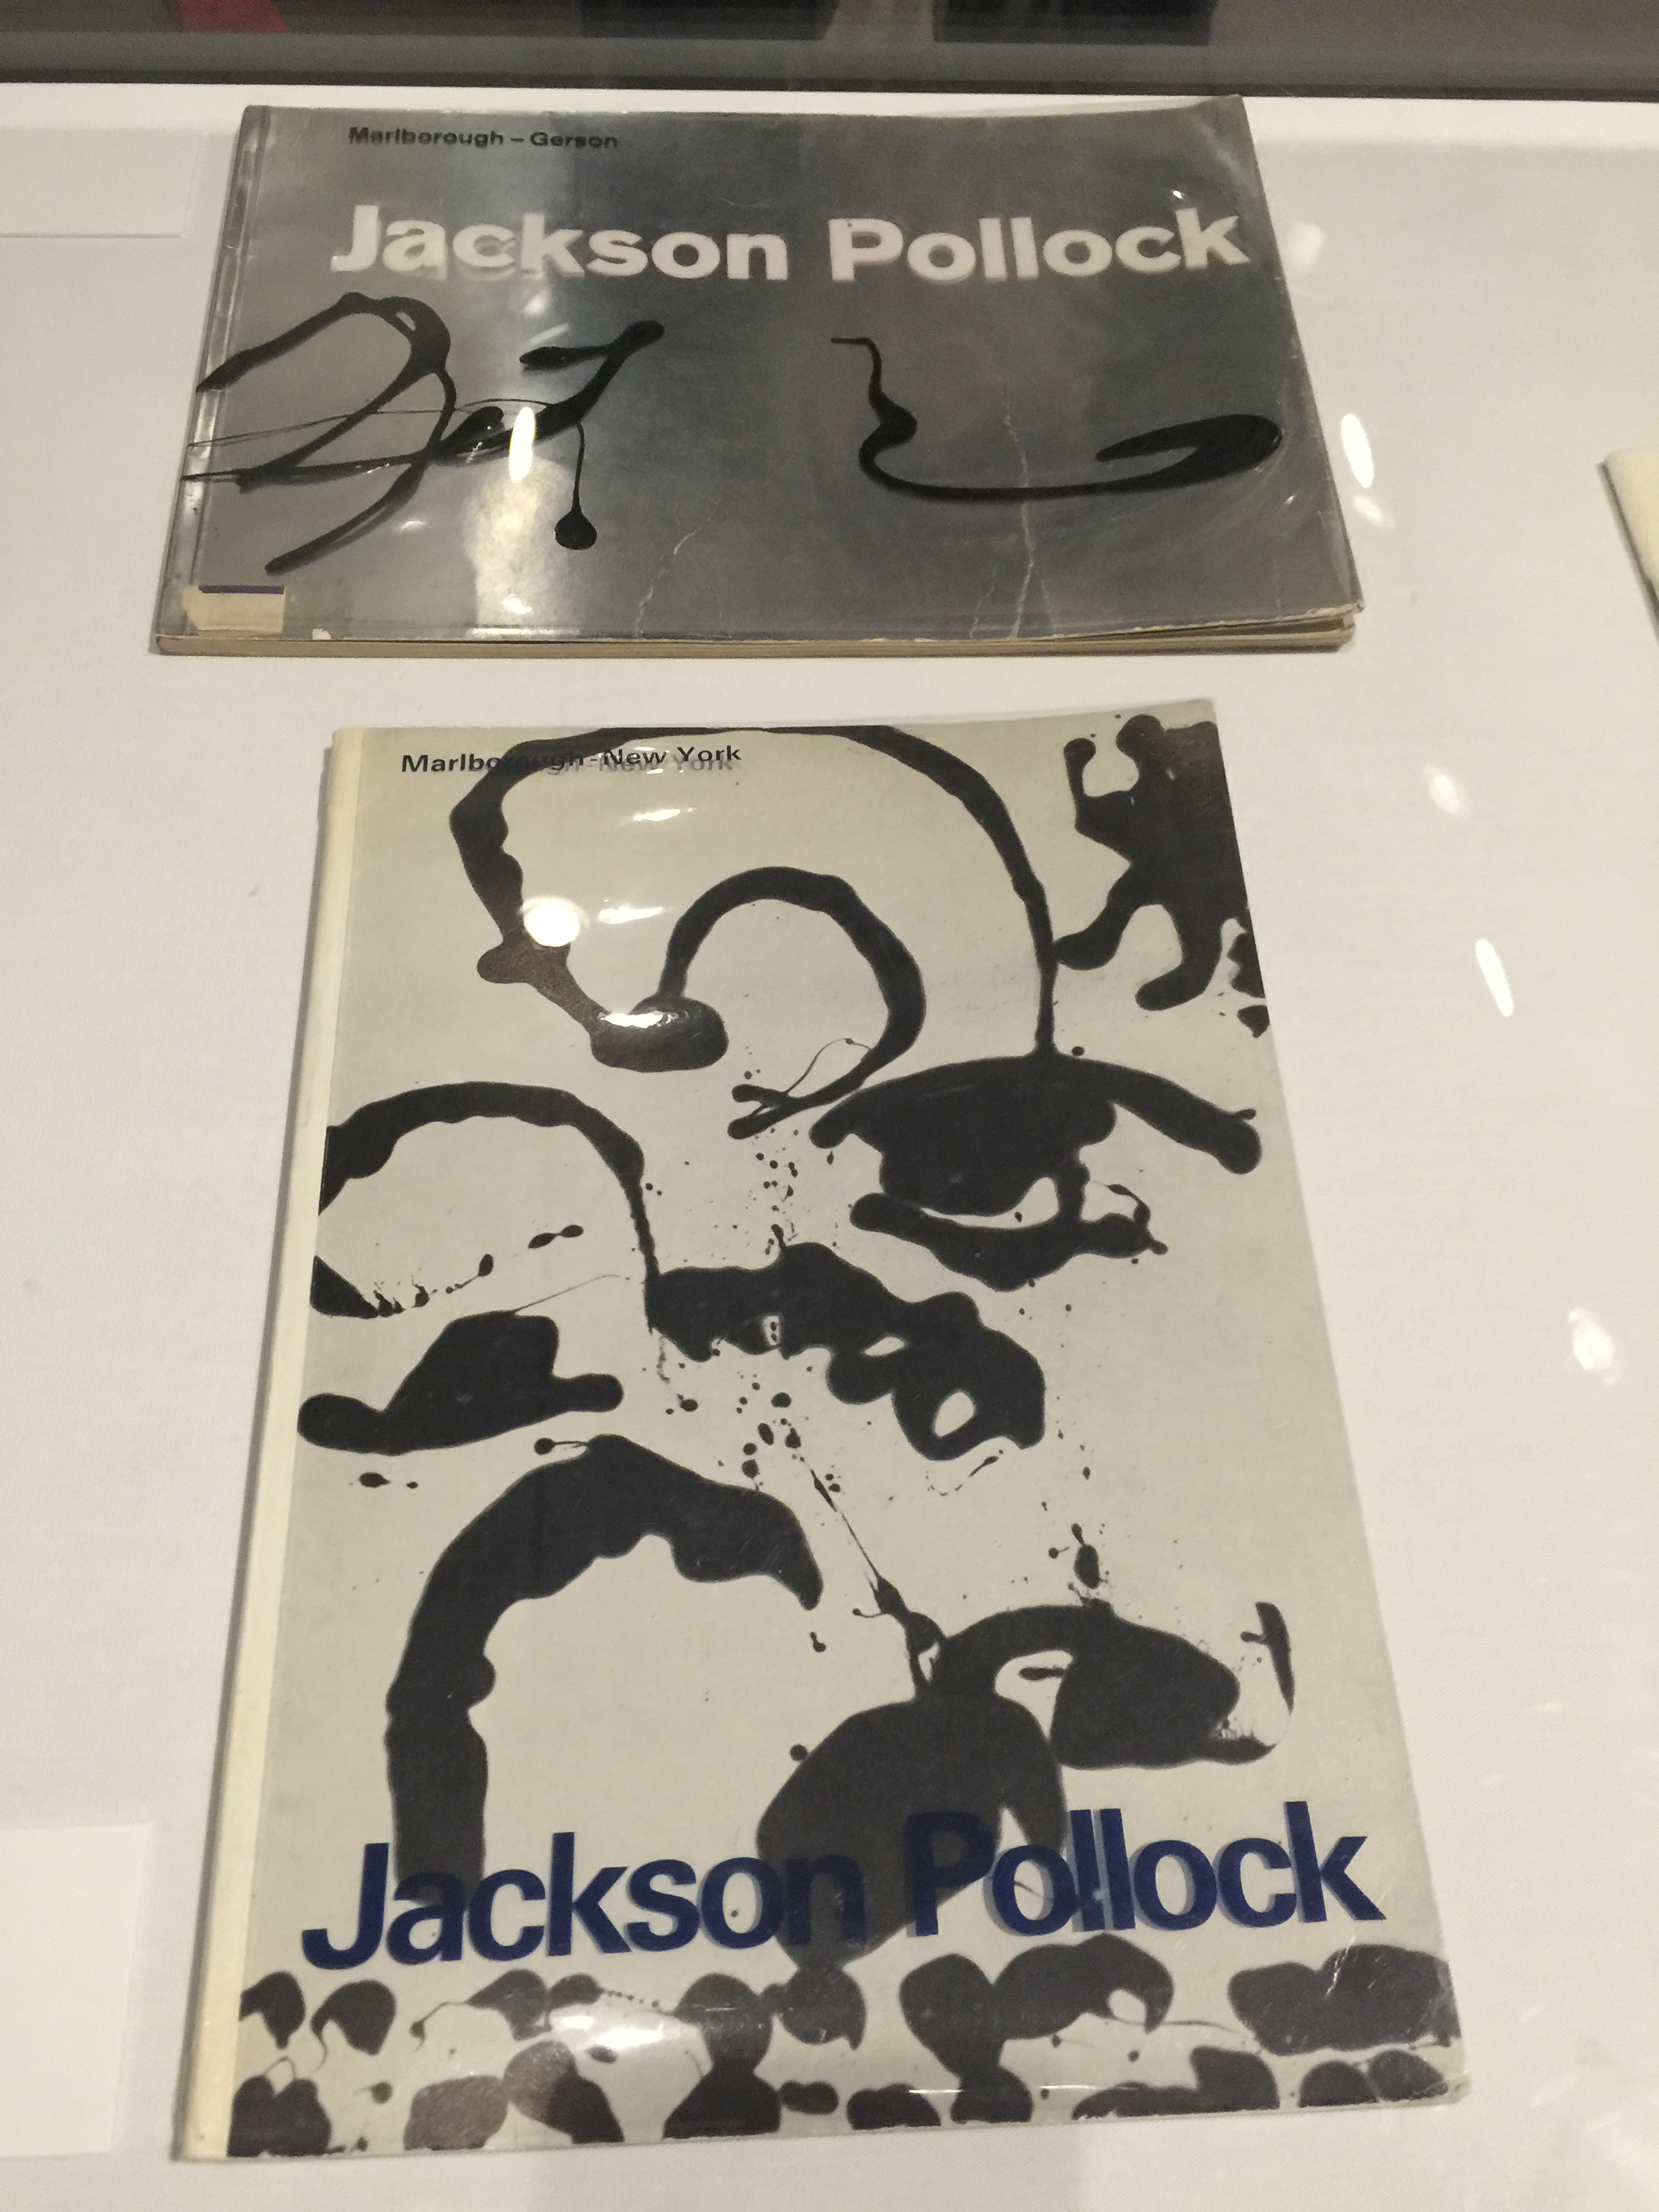 Marlborough – Gerson
Jackson Pollock
Marlborough-New York
Jackson Pollock